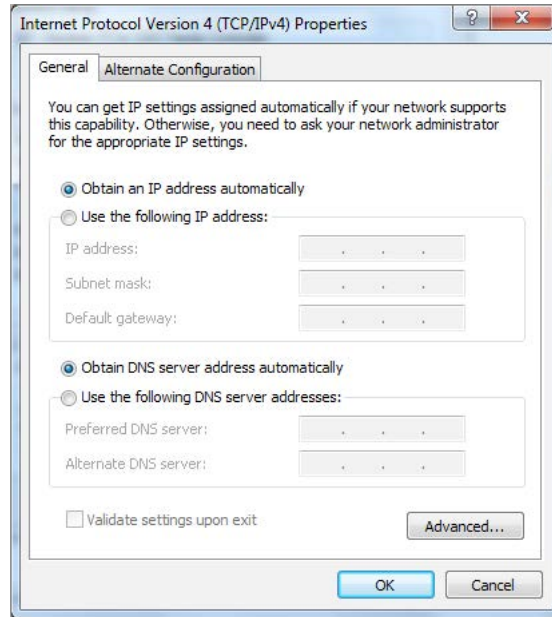 Internet Protocol Version 4 (TCP/IPv4) Properties
?
X
General
Alternate Configuration
You can get IP settings assigned automatically if your network supports
this capability. Otherwise, you need to ask your network administrator
for the appropriate IP settings.
Obtain an IP address automatically
Use the following IP address:
IP address:
. . .
Subnet mask:
. . .
Default gateway:
. . .
Obtain DNS server address automatically
Use the following DNS server addresses:
Preferred DNS server:
. . .
Alternate DNS server:
. . .
Validate settings upon exit
Advanced...
OK
Cancel